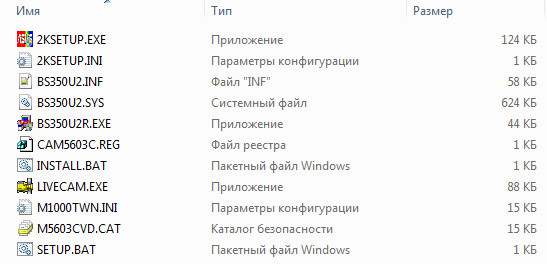 Имя Тип Размер
2KSETUP.EXE Приложение 124 КБ
2KSETUP.INI Параметры конфигурации 1 КБ
BS350U2.INF Файл "INF" 58 КБ
BS350U2.SYS Системный файл 624 КБ
BS350U2R.EXE Приложение 44 КБ
CAM5603C.REG Файл реестра 1 КБ
INSTALL.BAT Пакетный файл Windows 1 КБ
LIVECAM.EXE Приложение 88 КБ
M1000TWN.INI Параметры конфигурации 15 КБ
M5603CVD.CAT Каталог безопасности 15 КБ
SETUP.BAT Пакетный файл Windows 1 КБ